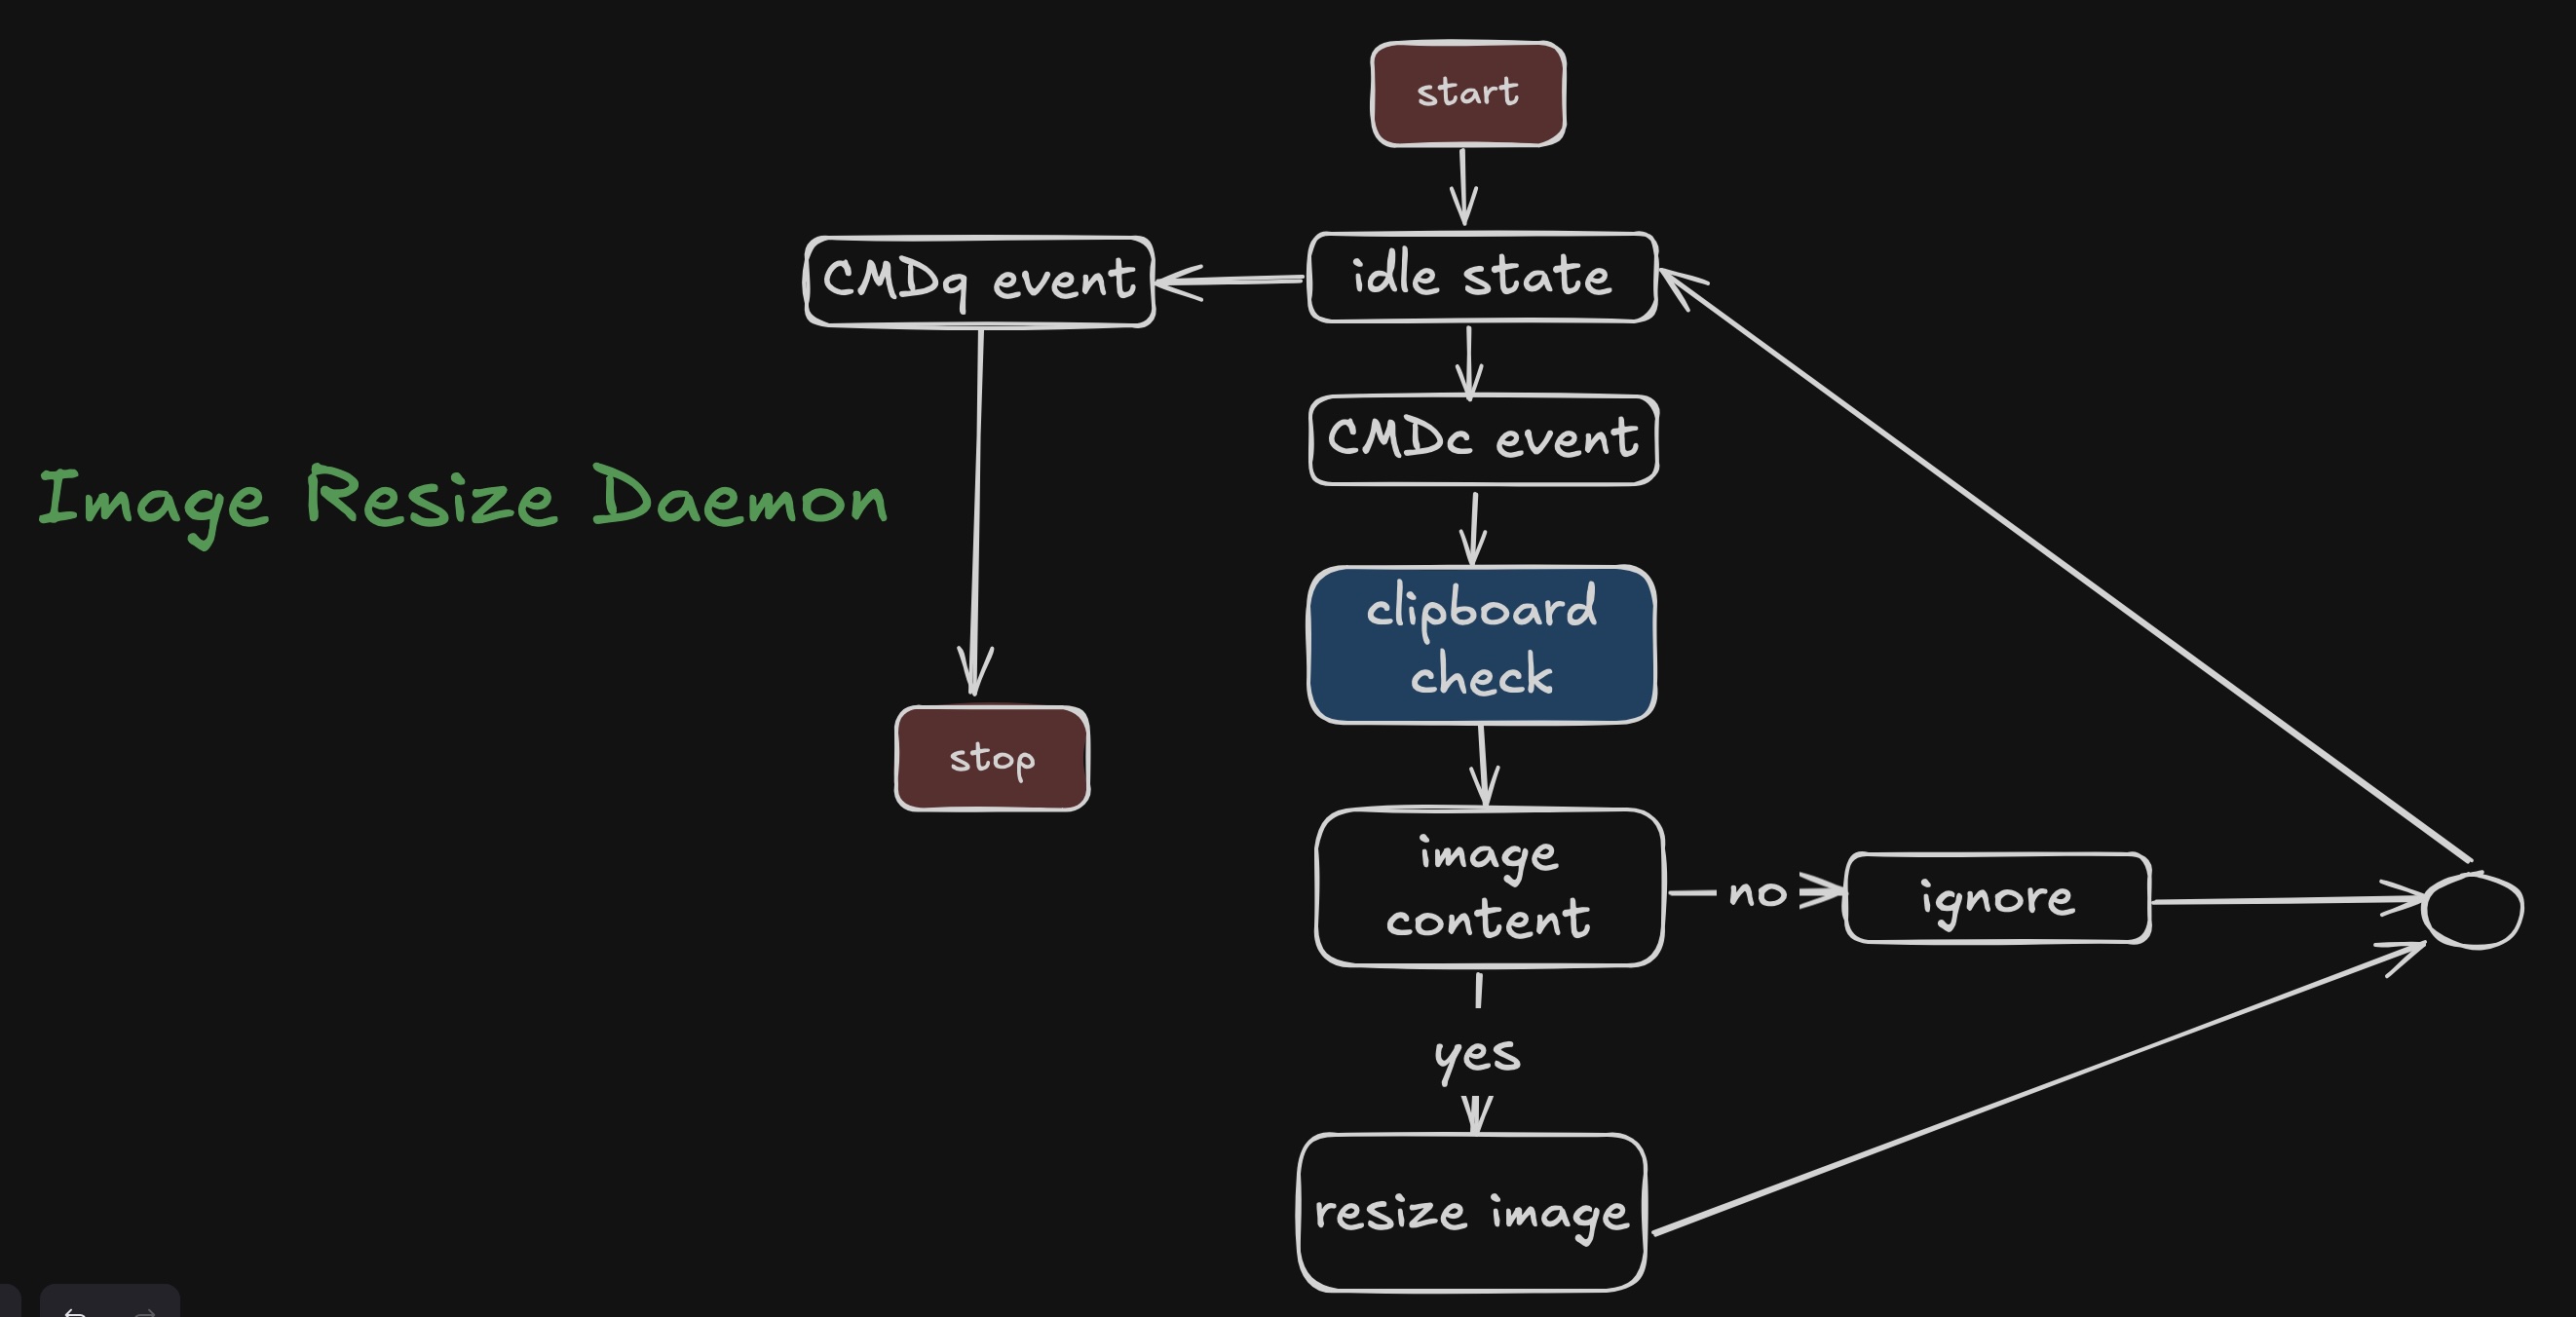 start
CMDq event
idle state
CMDc event
Image Resize Daemon
clipboard
check
stop
image
content
no
ignore
yes
resize image